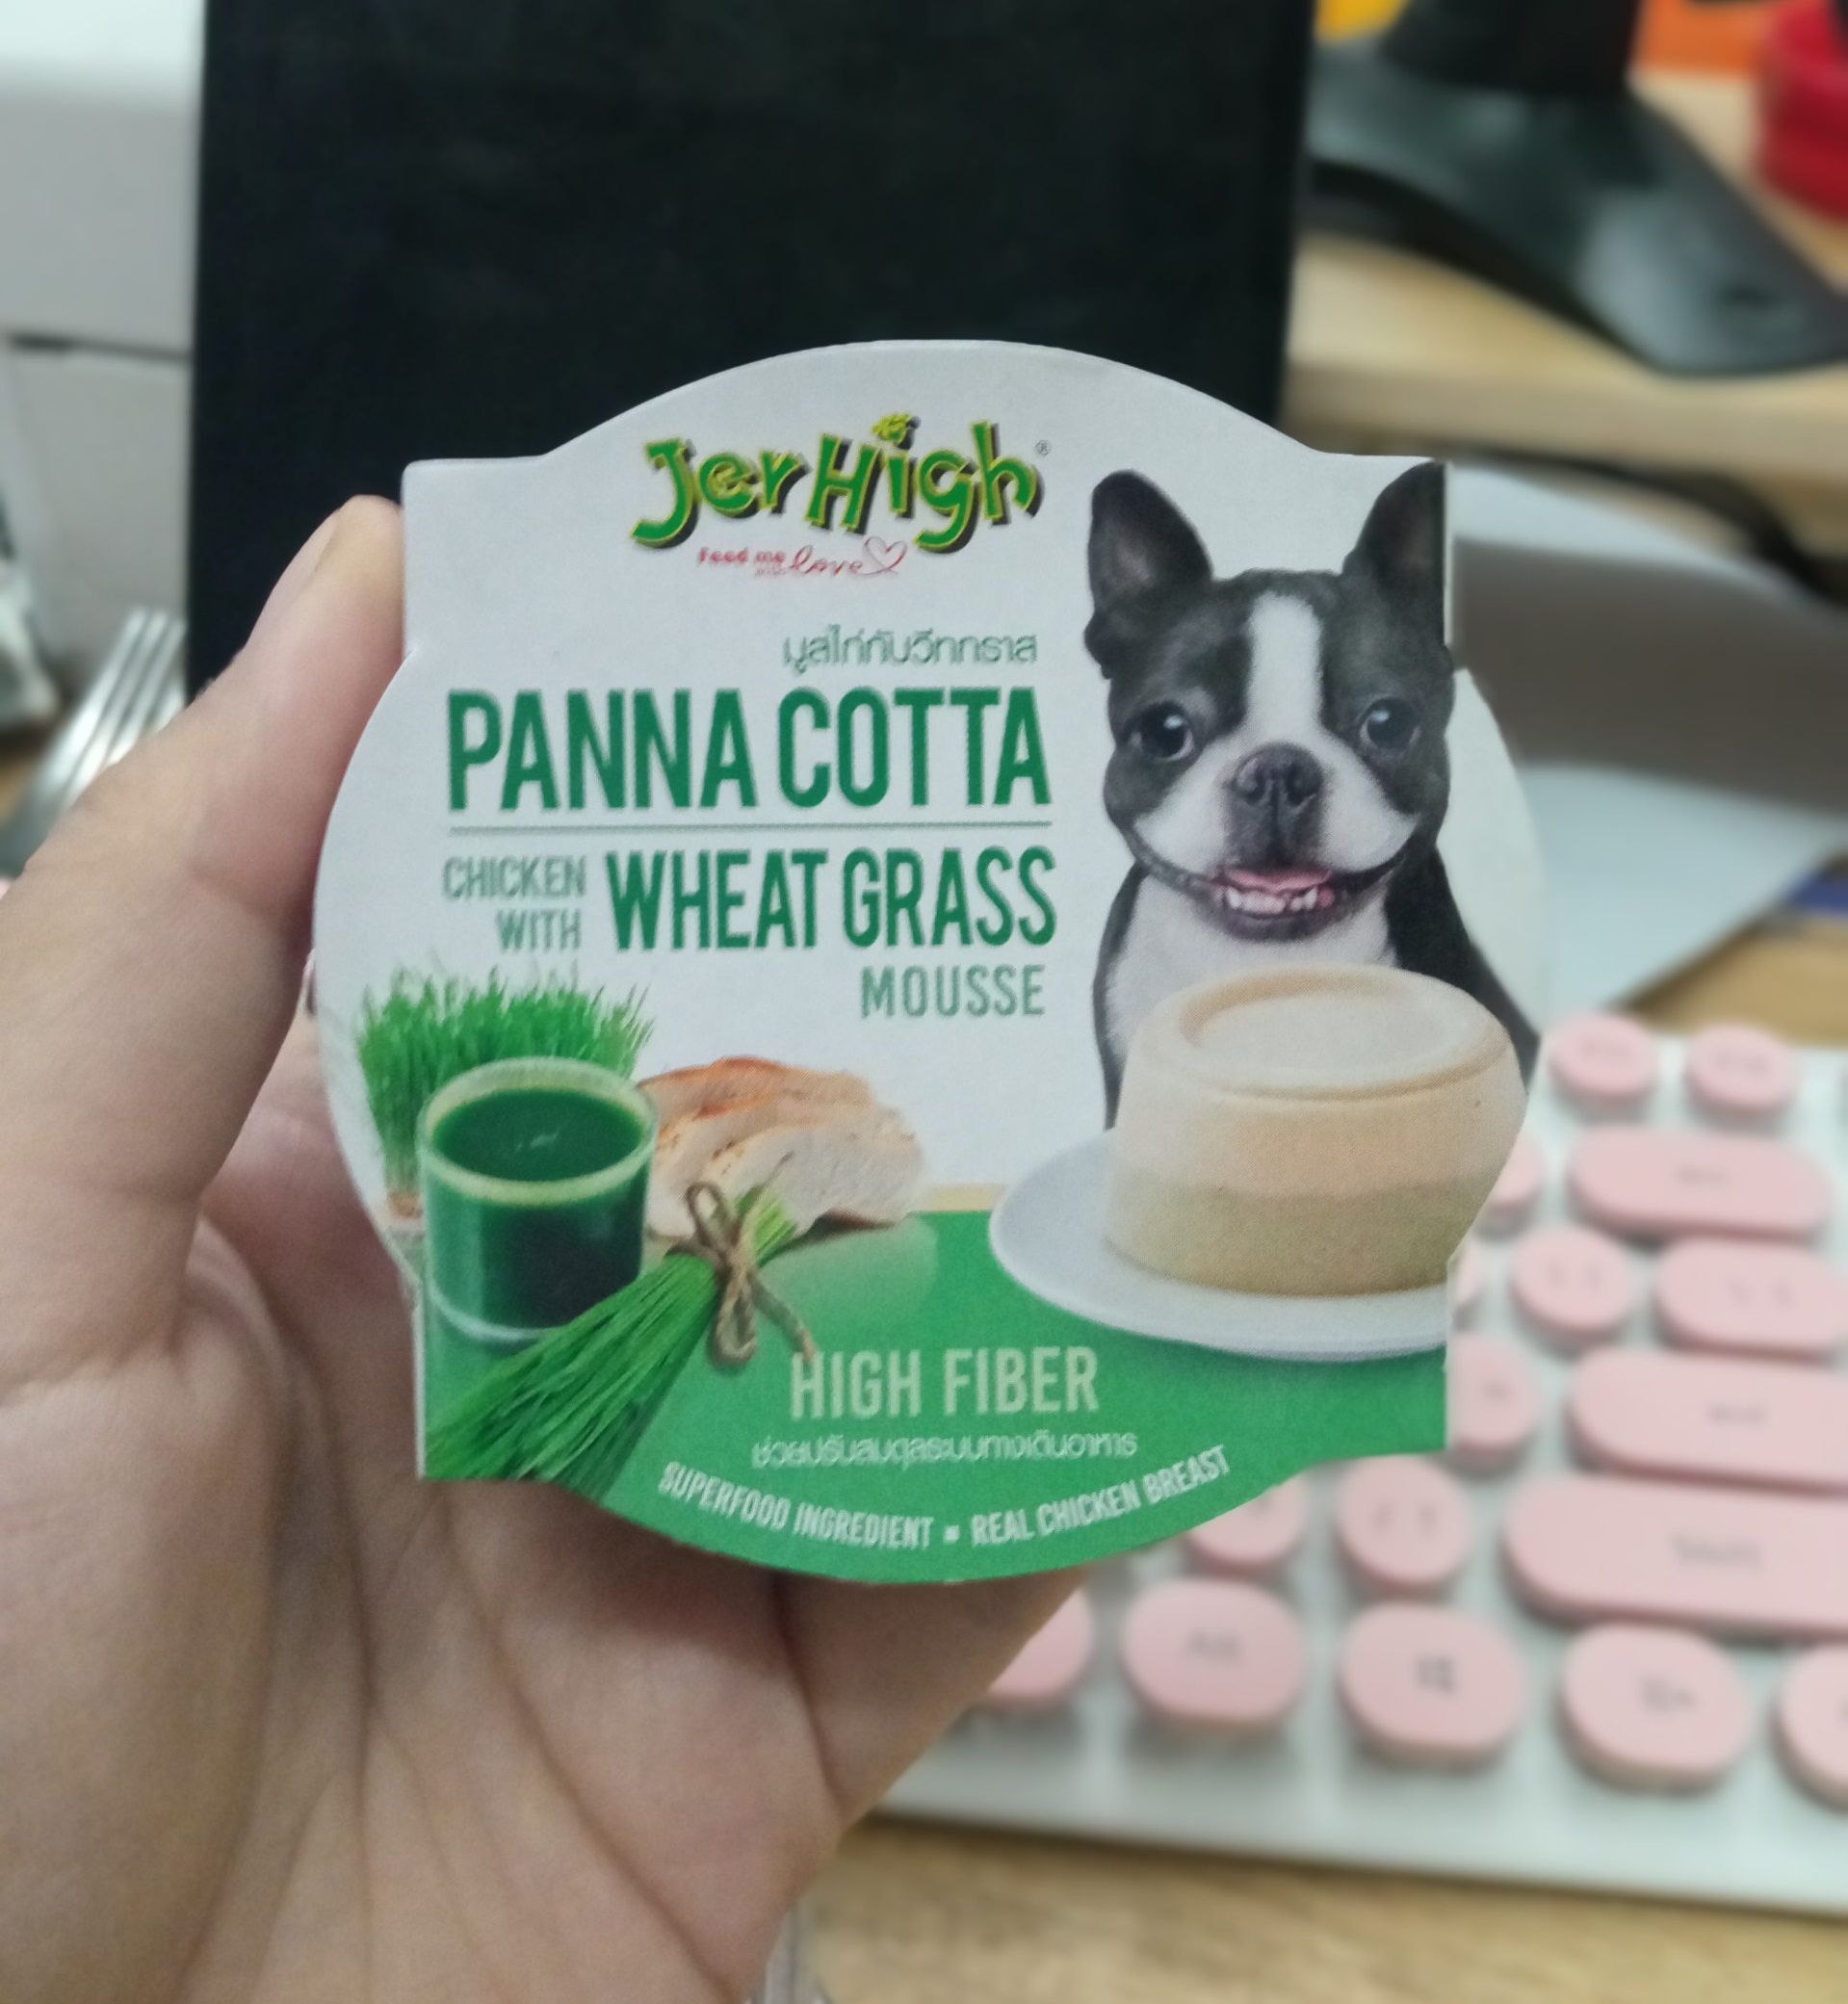 JerHigh®
Feed me with love
มูสไก่กับวีทกราส
PANNA COTTA
CHICKEN WITH WHEAT GRASS
MOUSSE
HIGH FIBER
ช่วยปรับสมดุลระบบทางเดินอาหาร
SUPERFOOD INGREDIENT ▪ REAL CHICKEN BREAST
Alt